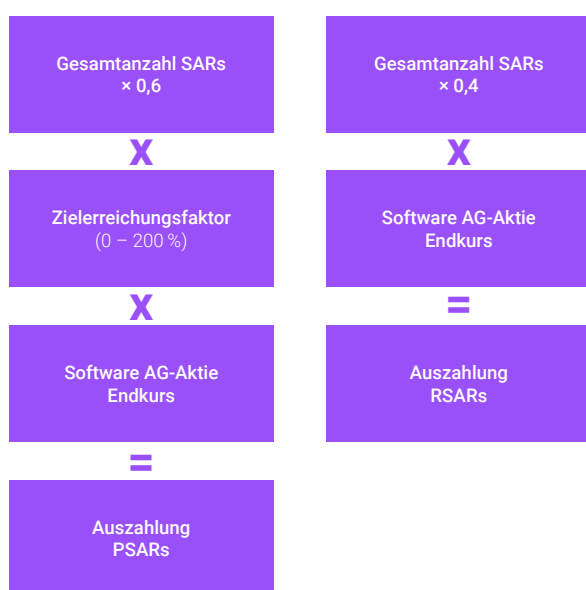 Gesamtanzahl SARs
× 0,6
X
Zielerreichungsfaktor
(0 – 200 %)
X
Software AG-Aktie
Endkurs
=
Auszahlung
PSARs
Gesamtanzahl SARs
× 0,4
X
Software AG-Aktie
Endkurs
=
Auszahlung
RSARs